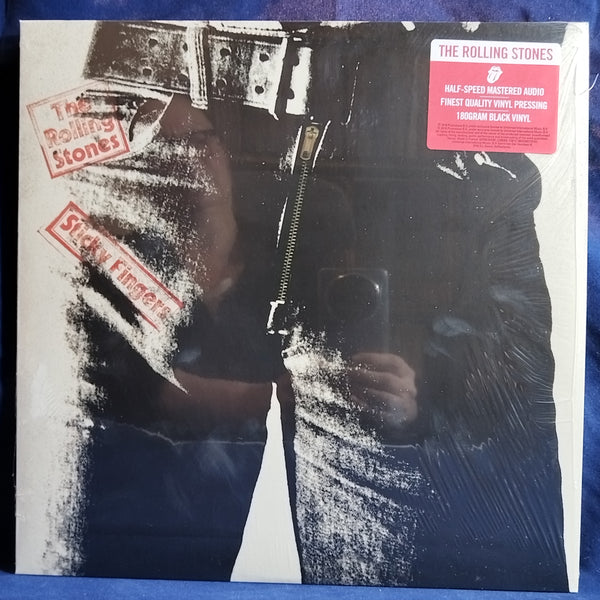 The
Rolling
Stones
Sticky Fingers
THE ROLLING STONES
HALF-SPEED MASTERED AUDIO
FINEST QUALITY VINYL PRESSING
180GRAM BLACK VINYL